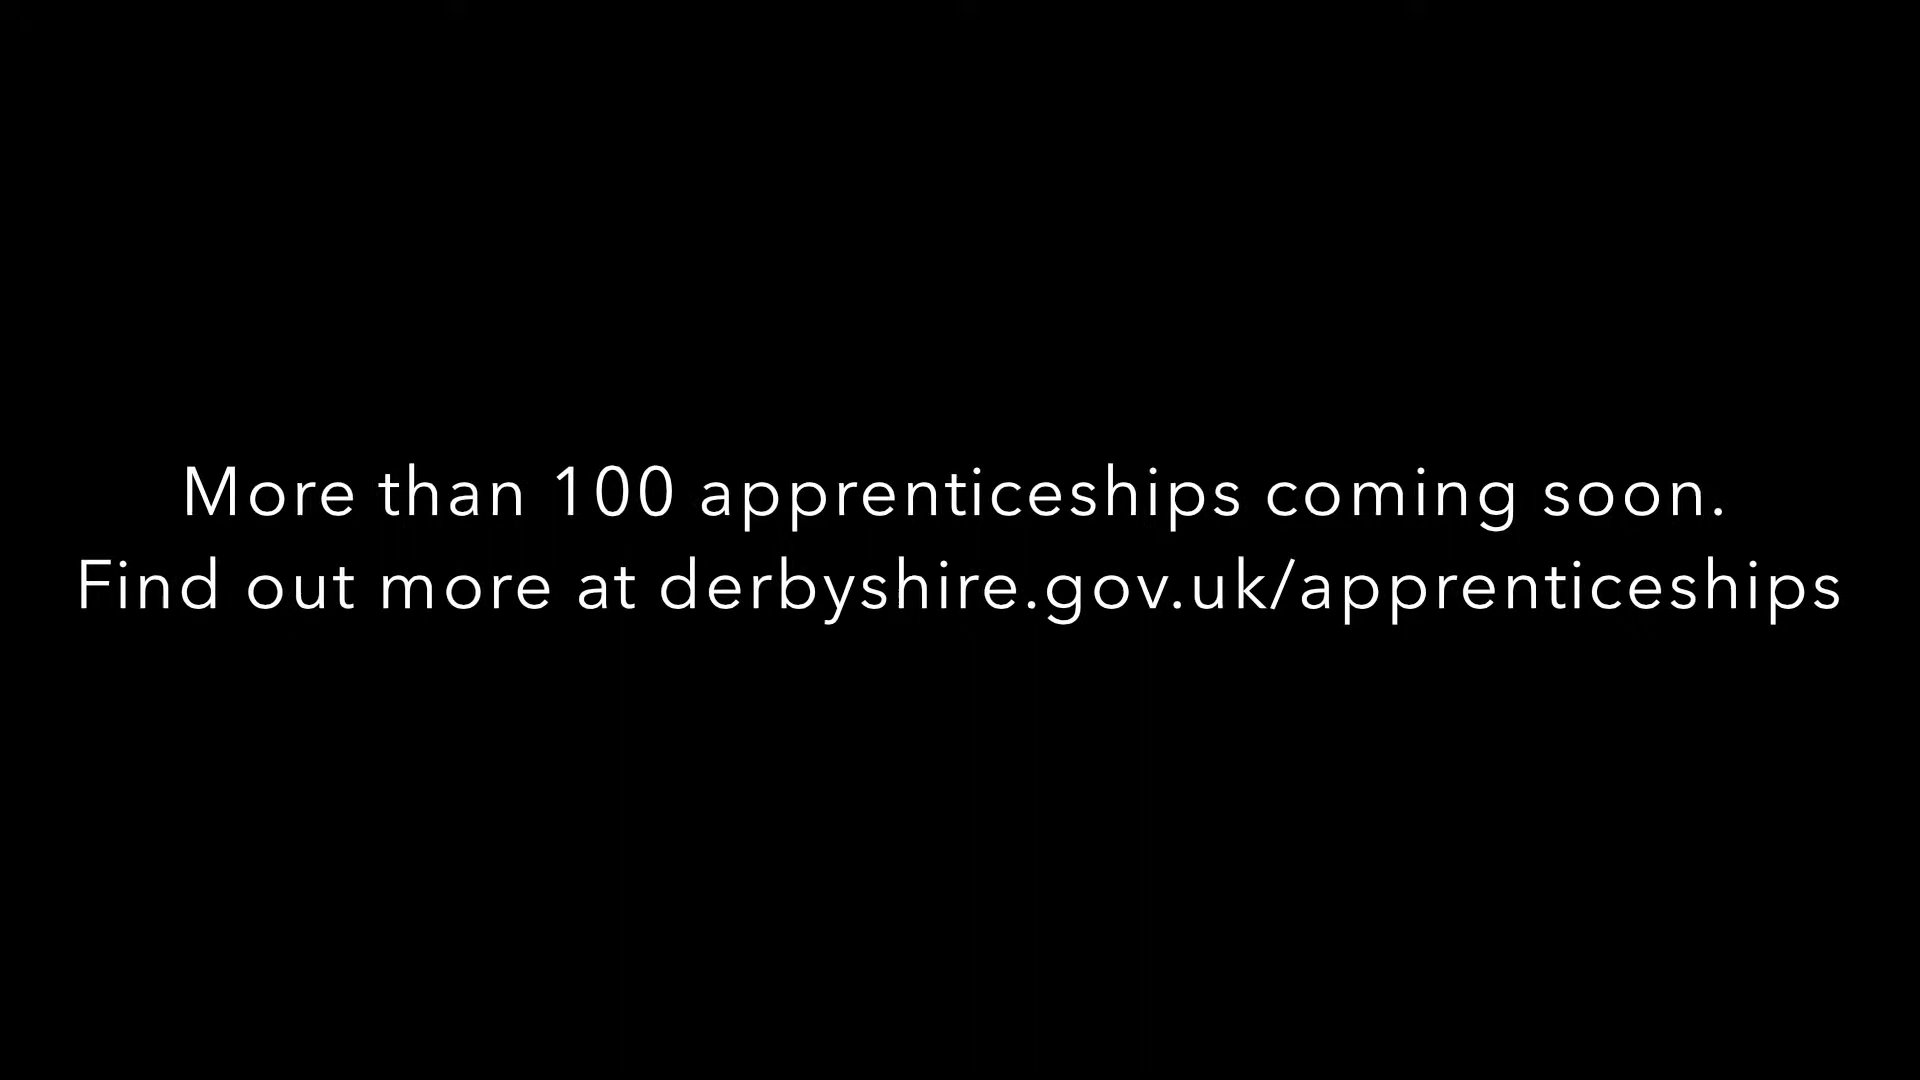 More than 100 apprenticeships coming soon.
Find out more at derbyshire.gov.uk/apprenticeships